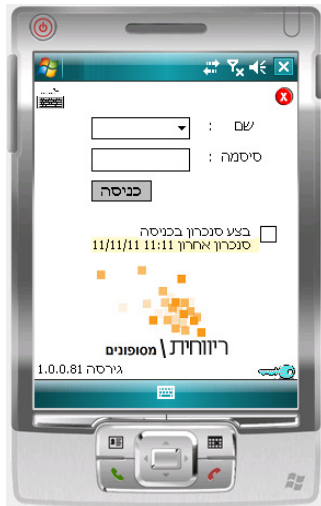 שם :
סיסמה :
כניסה
בצע סנכרון בכניסה
סנכרון אחרון 11:11 11/11/11
ריווחית \ מסופונים
גירסה 1.0.0.81